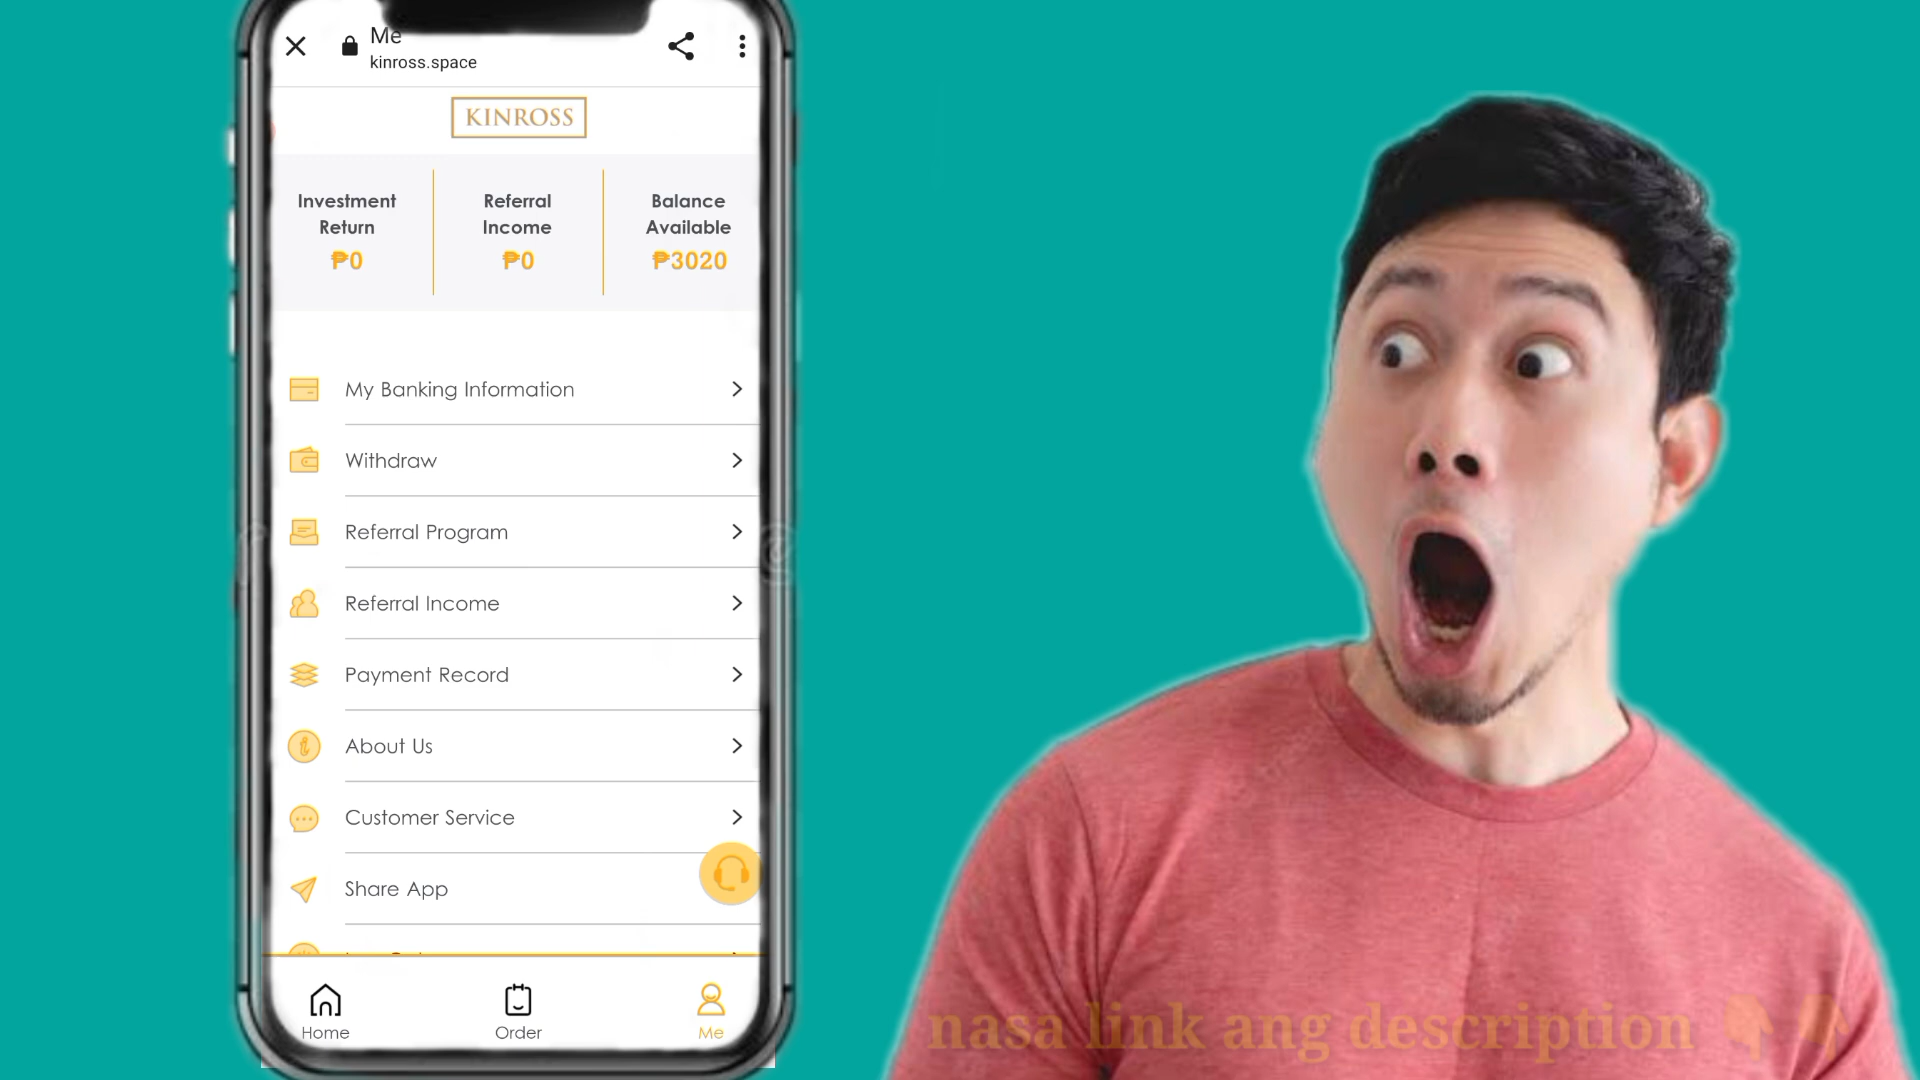 Me
kinross.space
KINROSS
Investment
Return
₱0
Referral
Income
₱0
Balance
Available
₱3020
My Banking Information
Withdraw
Referral Program
Referral Income
Payment Record
About Us
Customer Service
Share App
Home
Order
Me
nasa link ang description